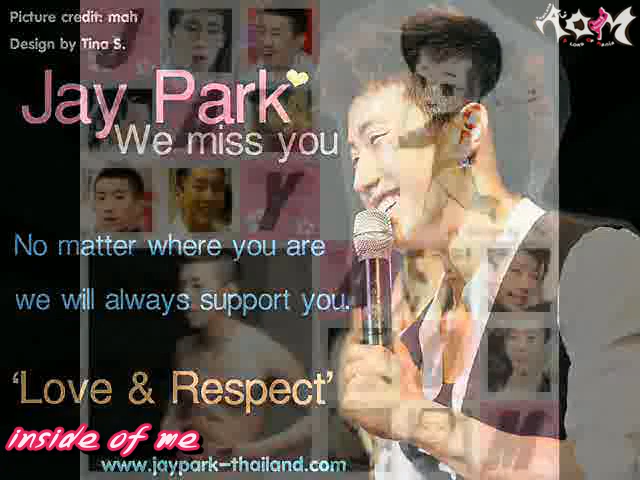 Picture credit: mah
Design by Tina S.
Jay Park
We miss you
No matter where you are
we will always support you.
‘Love & Respect’
inside of me
www.jaypark-thailand.com
AOM
Y
M